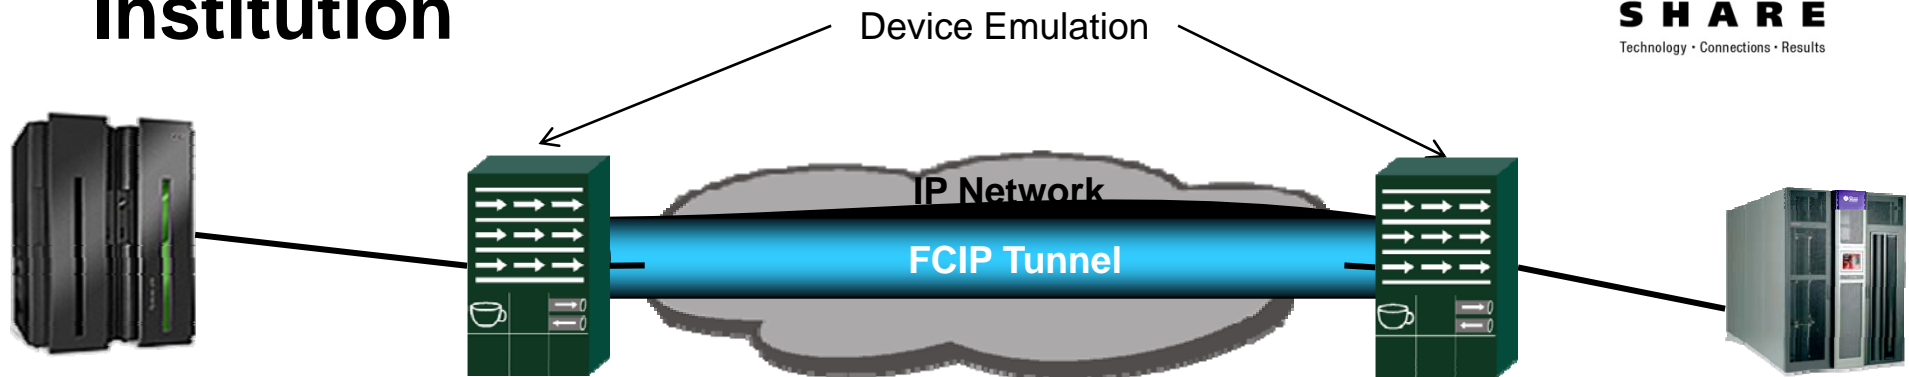 Institution
Device Emulation
SHARE
Technology · Connections · Results
IP Network
FCIP Tunnel